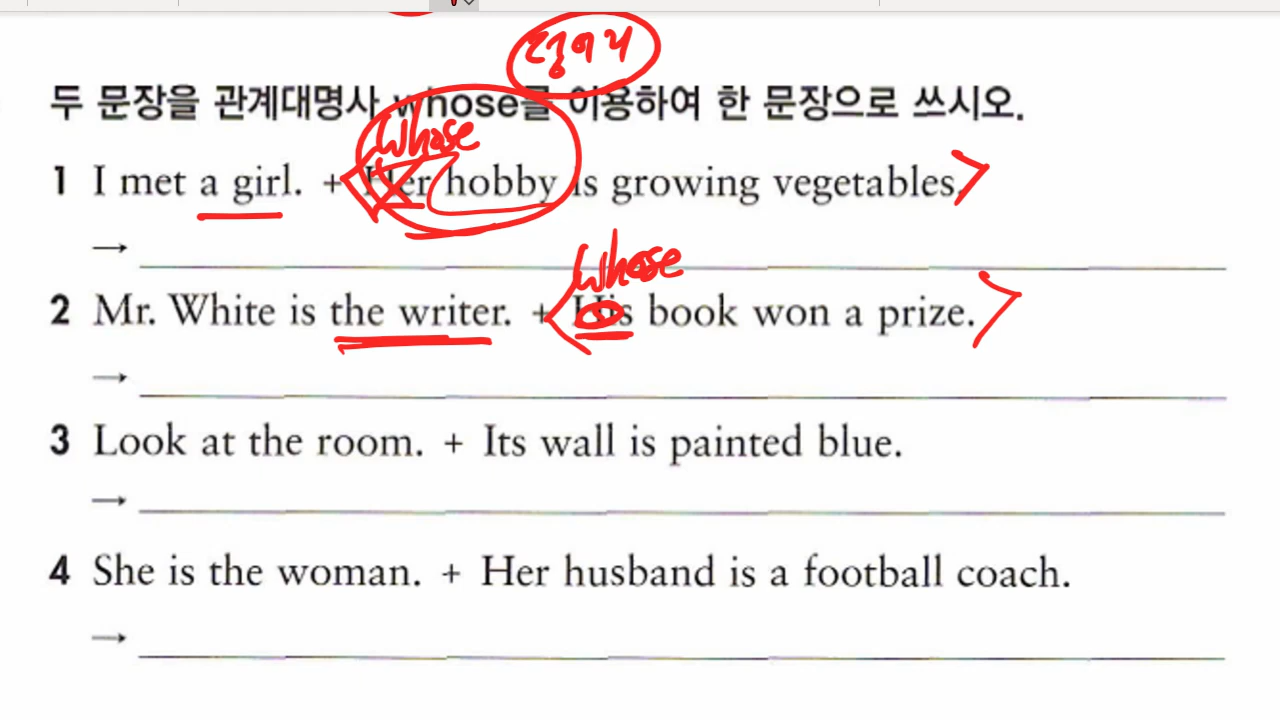 덩어리
두 문장을 관계대명사 whose를 이용하여 한 문장으로 쓰시오.
whose
1 I met a girl. + Her hobby is growing vegetables.
→
whose
2 Mr. White is the writer. + His book won a prize.
→
3 Look at the room. + Its wall is painted blue.
→
4 She is the woman. + Her husband is a football coach.
→